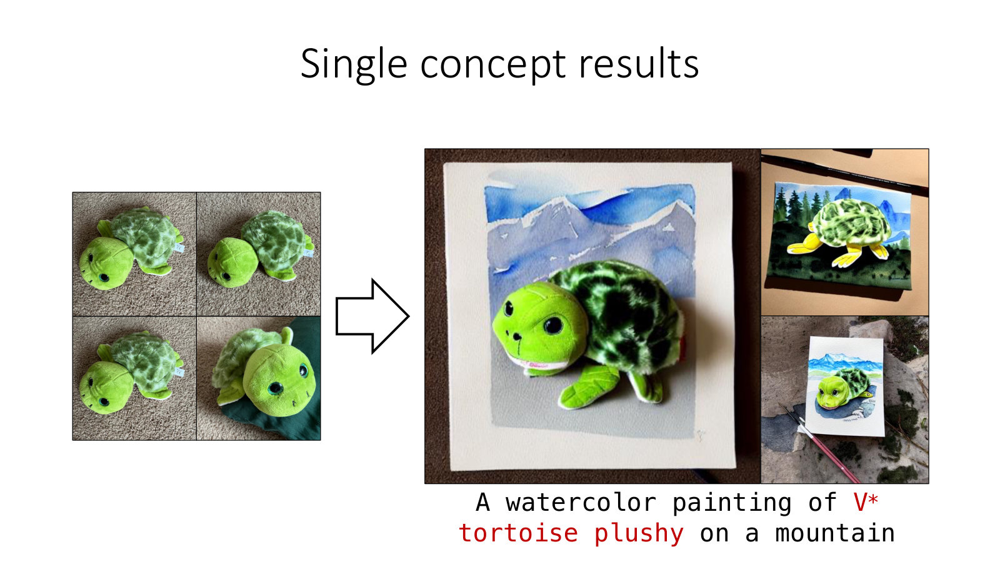 Single concept results
A watercolor painting of V*
tortoise plushy on a mountain